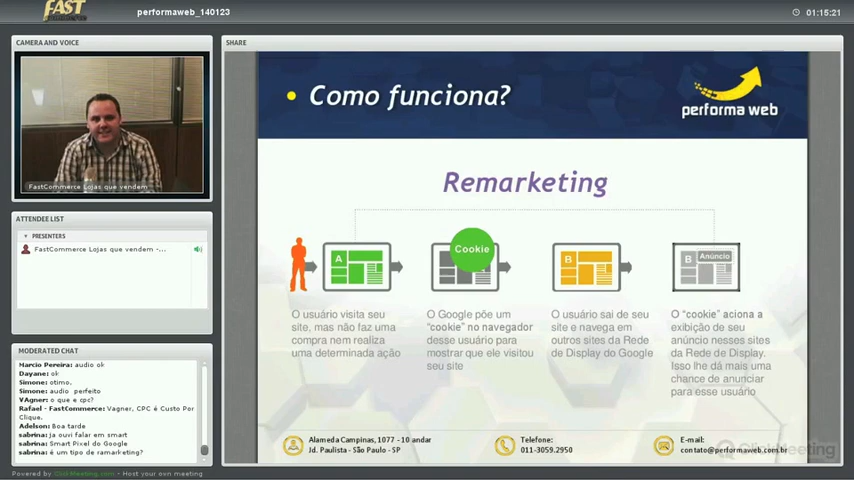 FAST
performaweb_140123
01:15:21
CAMERA AND VOICE
FastCommerce Lojas que vendem
ATTENDEE LIST
PRESENTERS
FastCommerce Lojas que vendem -...
MODERATED CHAT
Marcio Pereira: audio ok
Dayane: ok
Simone: otimo.
Simone: audio perfeito
VAgner: o que e cpc?
Rafael - FastCommerce: Vagner, CPC é Custo Por
Clique.
Adelson: Boa tarde
sabrina: ja ouvi falar em smart
sabrina: Smart Pixel do Google
sabrina: é um tipo de ramarketing?
Powered by ClickMeeting.com - Host your own meeting
SHARE
• Como funciona?
performa web
Remarketing
A
Cookie
B
B Anúncio
O usuário visita seu
site, mas não faz uma
compra nem realiza
uma determinada ação
O Google põe um
“cookie” no navegador
desse usuário para
mostrar que ele visitou
seu site
O usuário sai de seu
site e navega em
outros sites da Rede
de Display do Google
O “cookie” aciona a
exibição de seu
anúncio nesses sites
da Rede de Display.
Isso lhe dá mais uma
chance de anunciar
para esse usuário
Alameda Campinas, 1077 - 10 andar
Jd. Paulista - São Paulo - SP
Telefone:
011-3059.2950
E-mail:
contato@performaweb.com.br
ClickMeeting